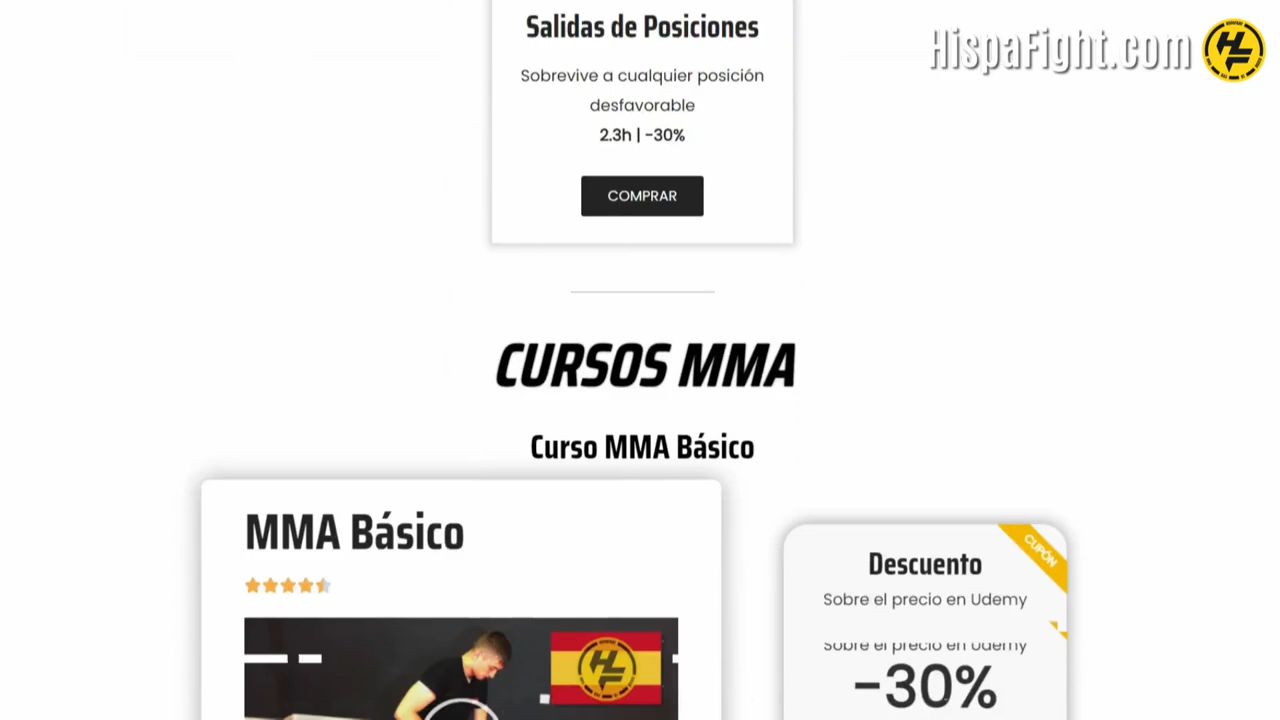 Salidas de Posiciones
HispaFight.com
Sobrevive a cualquier posición
desfavorable
2.3h | -30%
COMPRAR
CURSOS MMA
Curso MMA Básico
MMA Básico
CUPÓN
Descuento
Sobre el precio en Udemy
Sobre el precio en Udemy
-30%